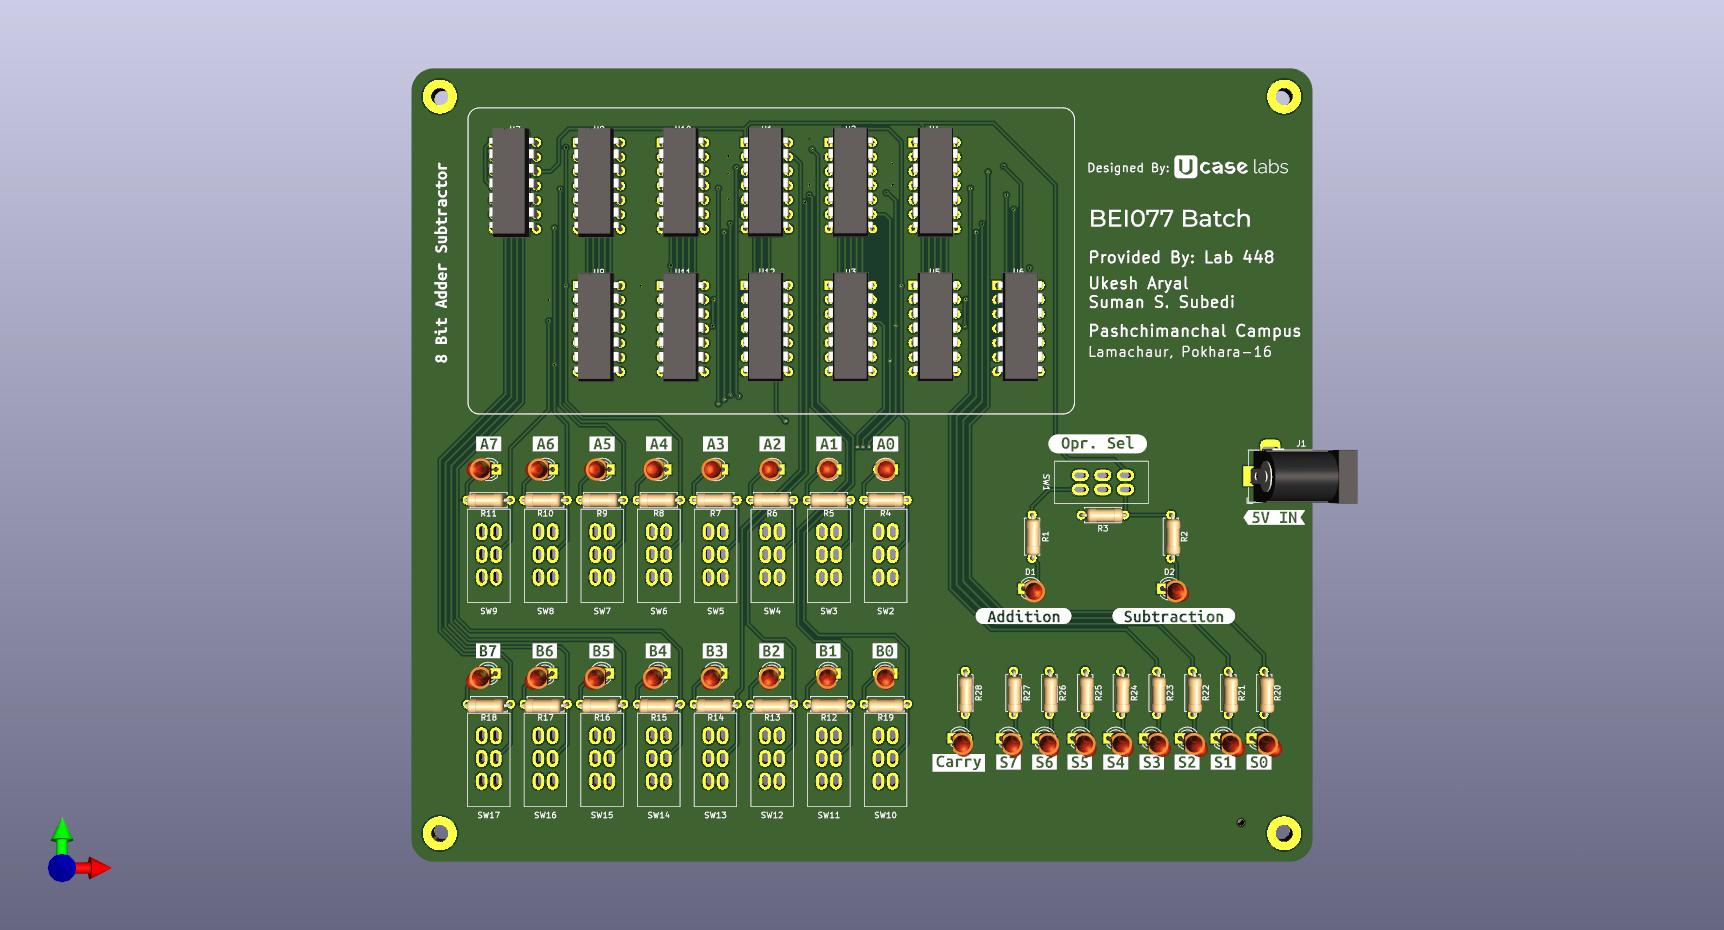 8 Bit Adder Subtractor
Designed By: Ucase labs
BEI077 Batch
Provided By: Lab 448
Ukesh Aryal
Suman S. Subedi
Pashchimanchal Campus
Lamachaur, Pokhara-16
A7 A6 A5 A4 A3 A2 A1 A0
R11 R10 R9 R8 R7 R6 R5 R4
SW9 SW8 SW7 SW6 SW5 SW4 SW3 SW2
Opr. Sel
SW1
R1 R3 R2
D1 D2
Addition Subtraction
J1
5V IN
B7 B6 B5 B4 B3 B2 B1 B0
R18 R17 R16 R15 R14 R13 R12 R19
SW17 SW16 SW15 SW14 SW13 SW12 SW11 SW10
R28 R27 R26 R25 R24 R23 R22 R21 R20
Carry S7 S6 S5 S4 S3 S2 S1 S0